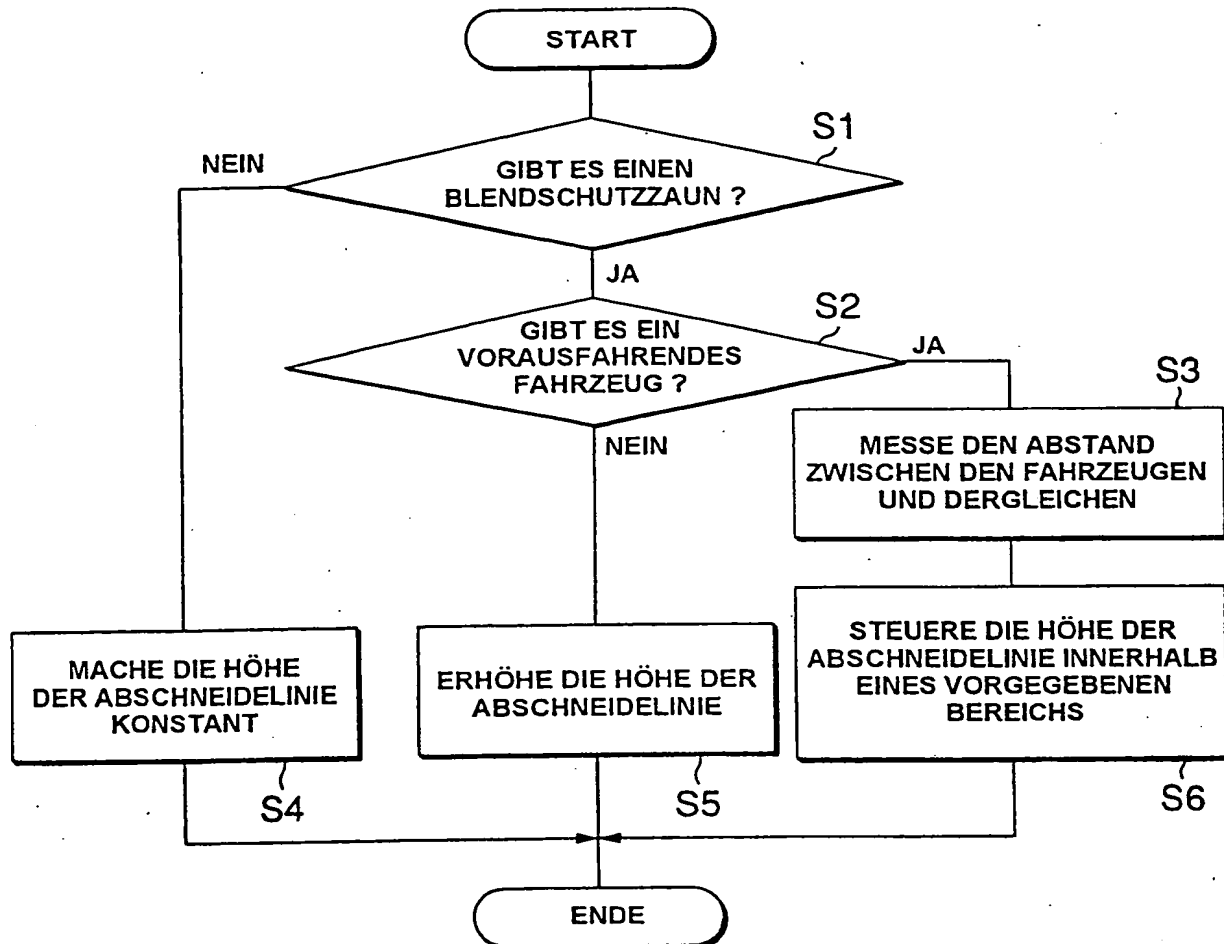 START
S1
NEIN
GIBT ES EINEN
BLENDSCHUTZZAUN ?
JA
S2
GIBT ES EIN
VORAUSFAHRENDES
FAHRZEUG ?
JA
NEIN
S3
MESSE DEN ABSTAND
ZWISCHEN DEN FAHRZEUGEN
UND DERGLEICHEN
MACHE DIE HÖHE
DER ABSCHNEIDELINIE
KONSTANT
S4
ERHÖHE DIE HÖHE DER
ABSCHNEIDELINIE
S5
STEUERE DIE HÖHE DER
ABSCHNEIDELINIE INNERHALB
EINES VORGEGEBENEN
BEREICHS
S6
ENDE